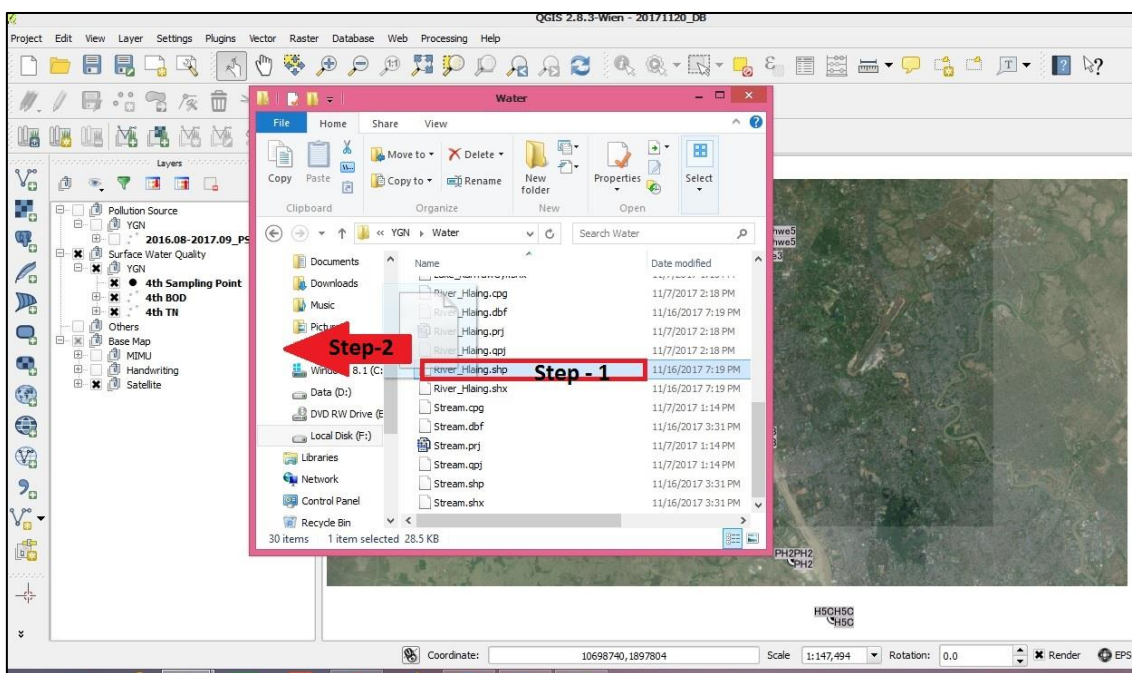 QGIS 2.8.3-Wien - 20171120_DB
Project Edit View Layer Settings Plugins Vector Raster Database Web Processing Help
Layers
Pollution Source
YGN
2016.08-2017.09_PS
Surface Water Quality
YGN
4th Sampling Point
4th BOD
4th TN
Others
Base Map
MIMU
Handwriting
Satellite
Water
File Home Share View
Copy Paste Move to Copy to Delete Rename New folder Properties Select
Clipboard Organize New Open
« YGN Water Search Water
Documents
Downloads
Music
Data (D:)
DVD RW Drive (E
Local Disk (F:)
Libraries
Network
Control Panel
Recycle Bin
Name Date modified
River_Hlaing.cpg 11/7/2017 2:18 PM
River_Hlaing.dbf 11/16/2017 7:19 PM
River_Hlaing.prj 11/7/2017 2:18 PM
River_Hlaing.qpj 11/7/2017 2:18 PM
River_Hlaing.shp 11/16/2017 7:19 PM
River_Hlaing.shx 11/16/2017 7:19 PM
Stream.cpg 11/7/2017 1:14 PM
Stream.dbf 11/16/2017 3:31 PM
Stream.prj 11/7/2017 1:14 PM
Stream.qpj 11/7/2017 1:14 PM
Stream.shp 11/16/2017 3:31 PM
Stream.shx 11/16/2017 3:31 PM
Step-2
Step - 1
30 items 1 item selected 28.5 KB
PH2PH2
PH2
H5CH5C
H5C
Coordinate: 10698740,1897804 Scale 1:147,494 Rotation: 0.0 Render EPS